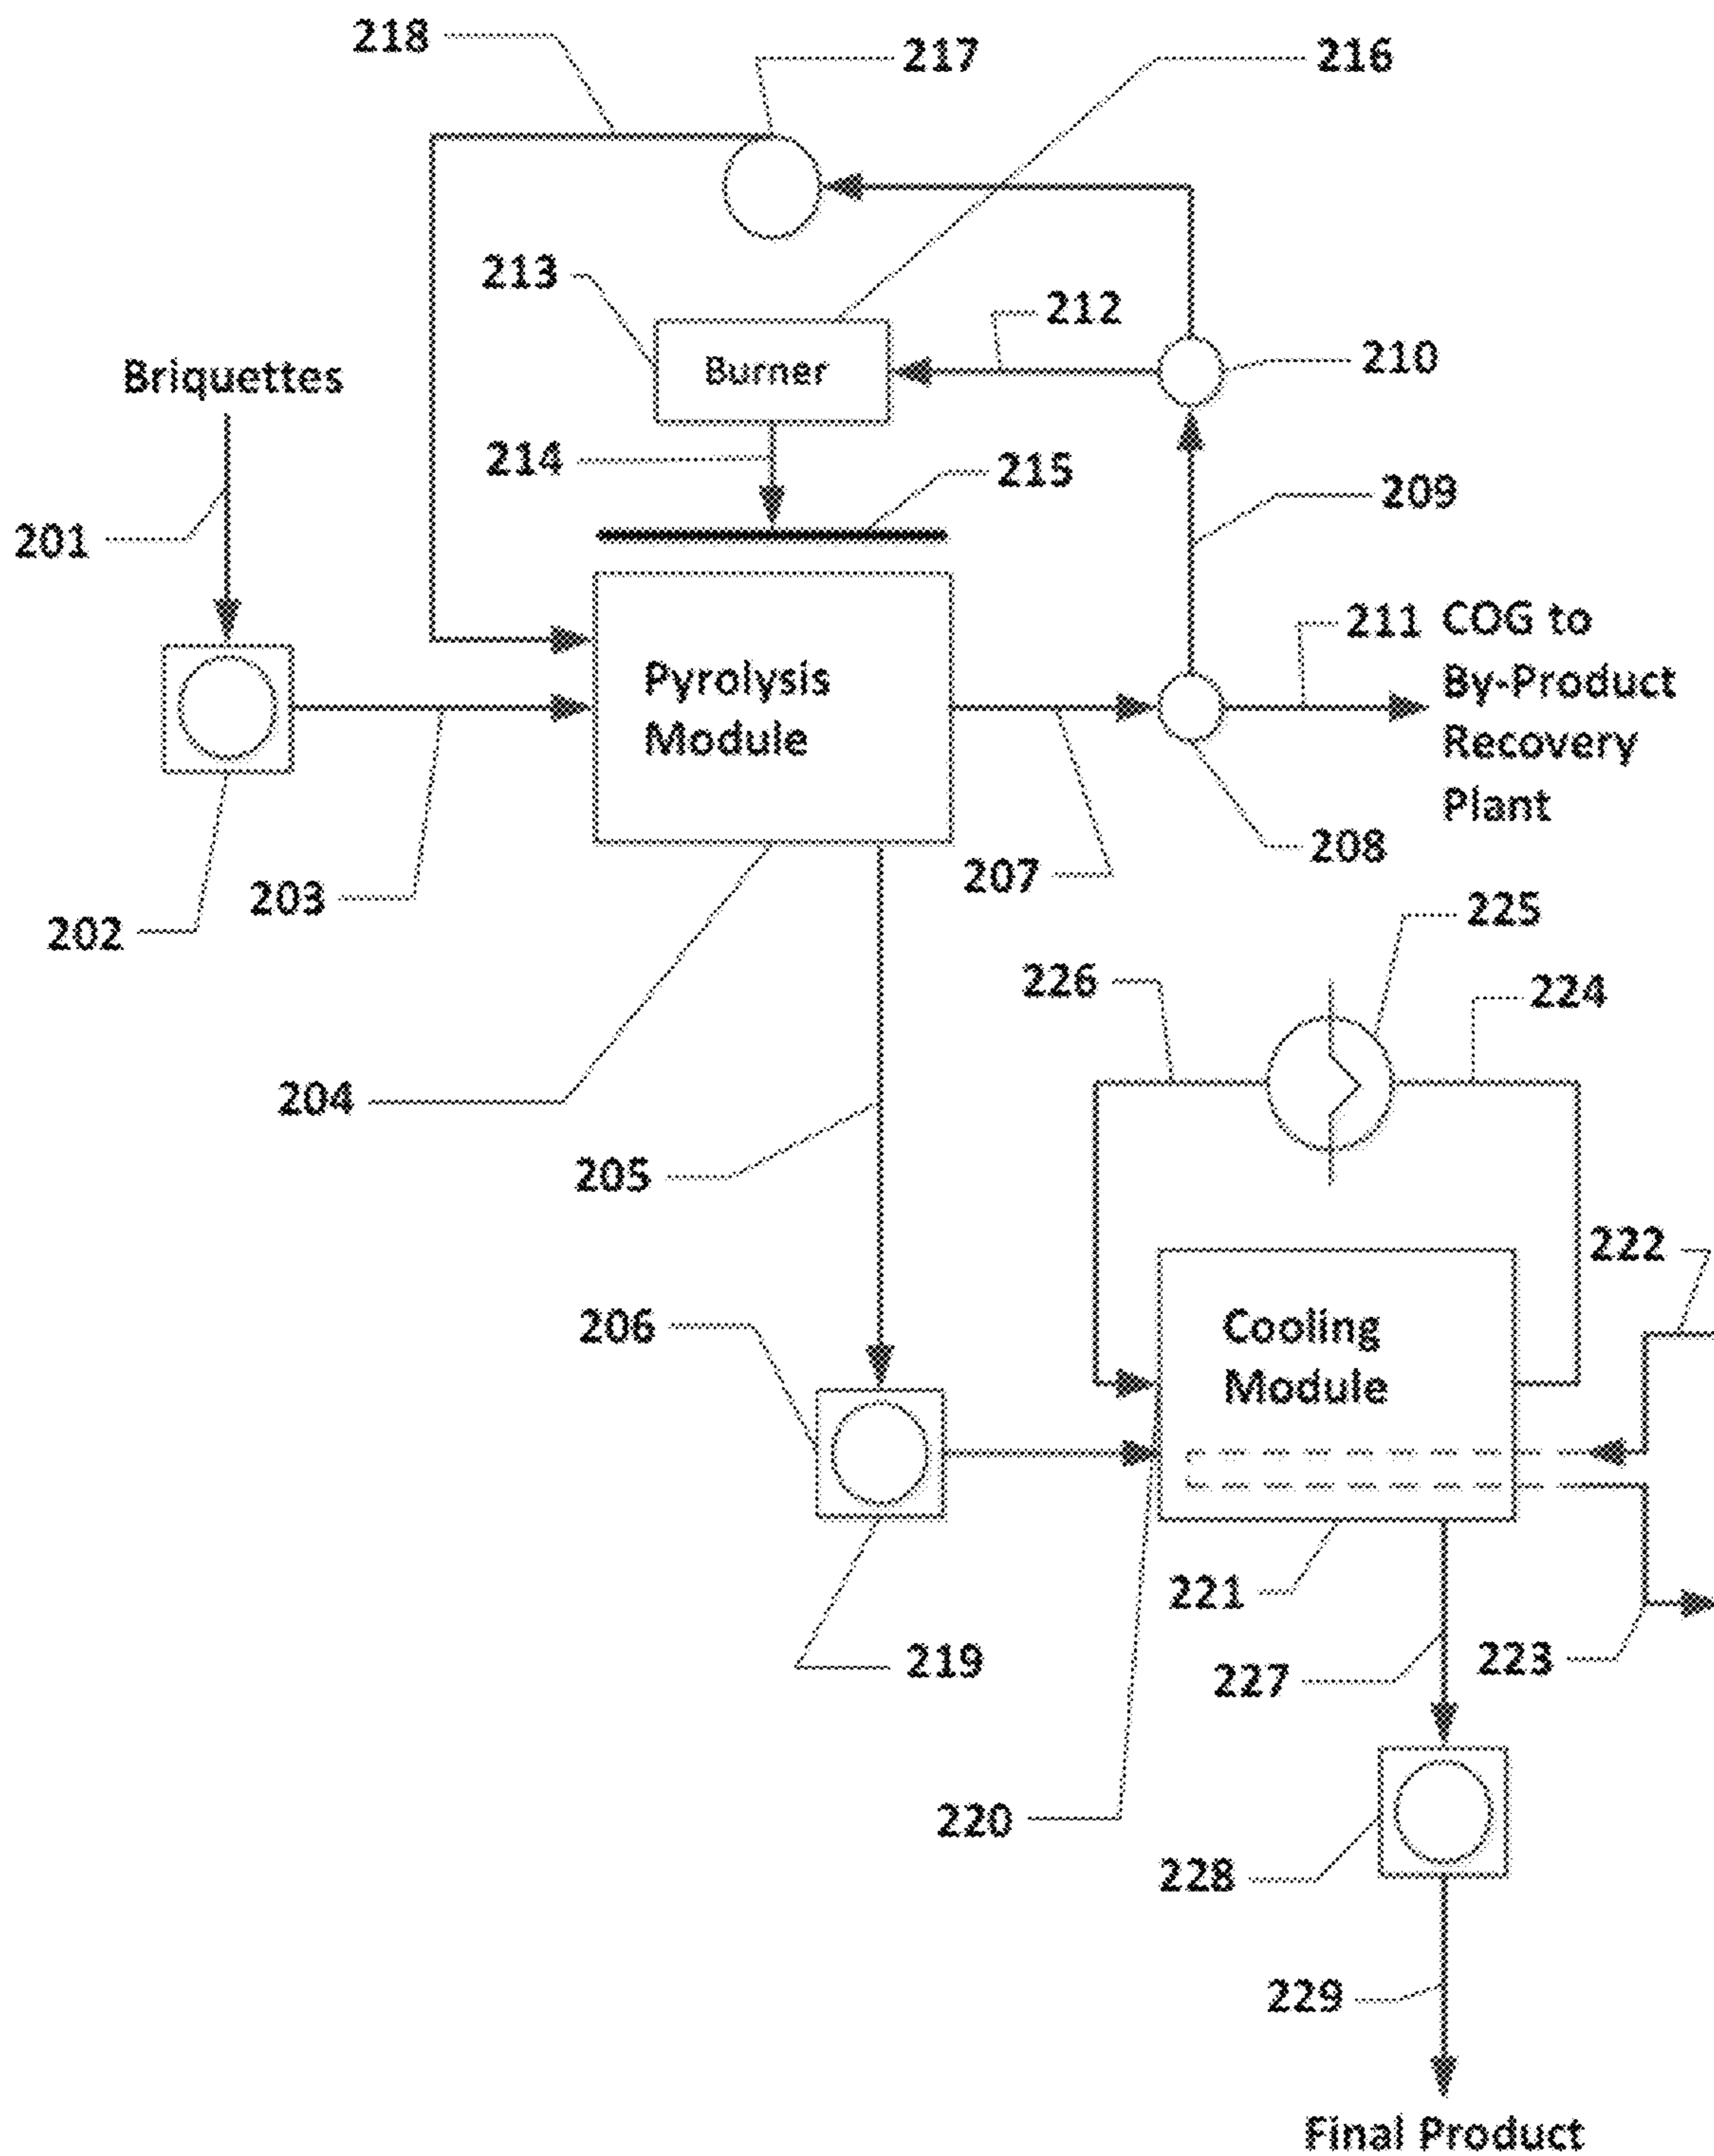 218
217
216
213
212
Burner
210
Briquettes
214
215
209
201
211
COG to
By-Product
Recovery
Plant
Pyrolysis
Module
208
207
203
202
225
226
224
204
205
222
206
Cooling
Module
221
219
223
227
220
228
229
Final Product